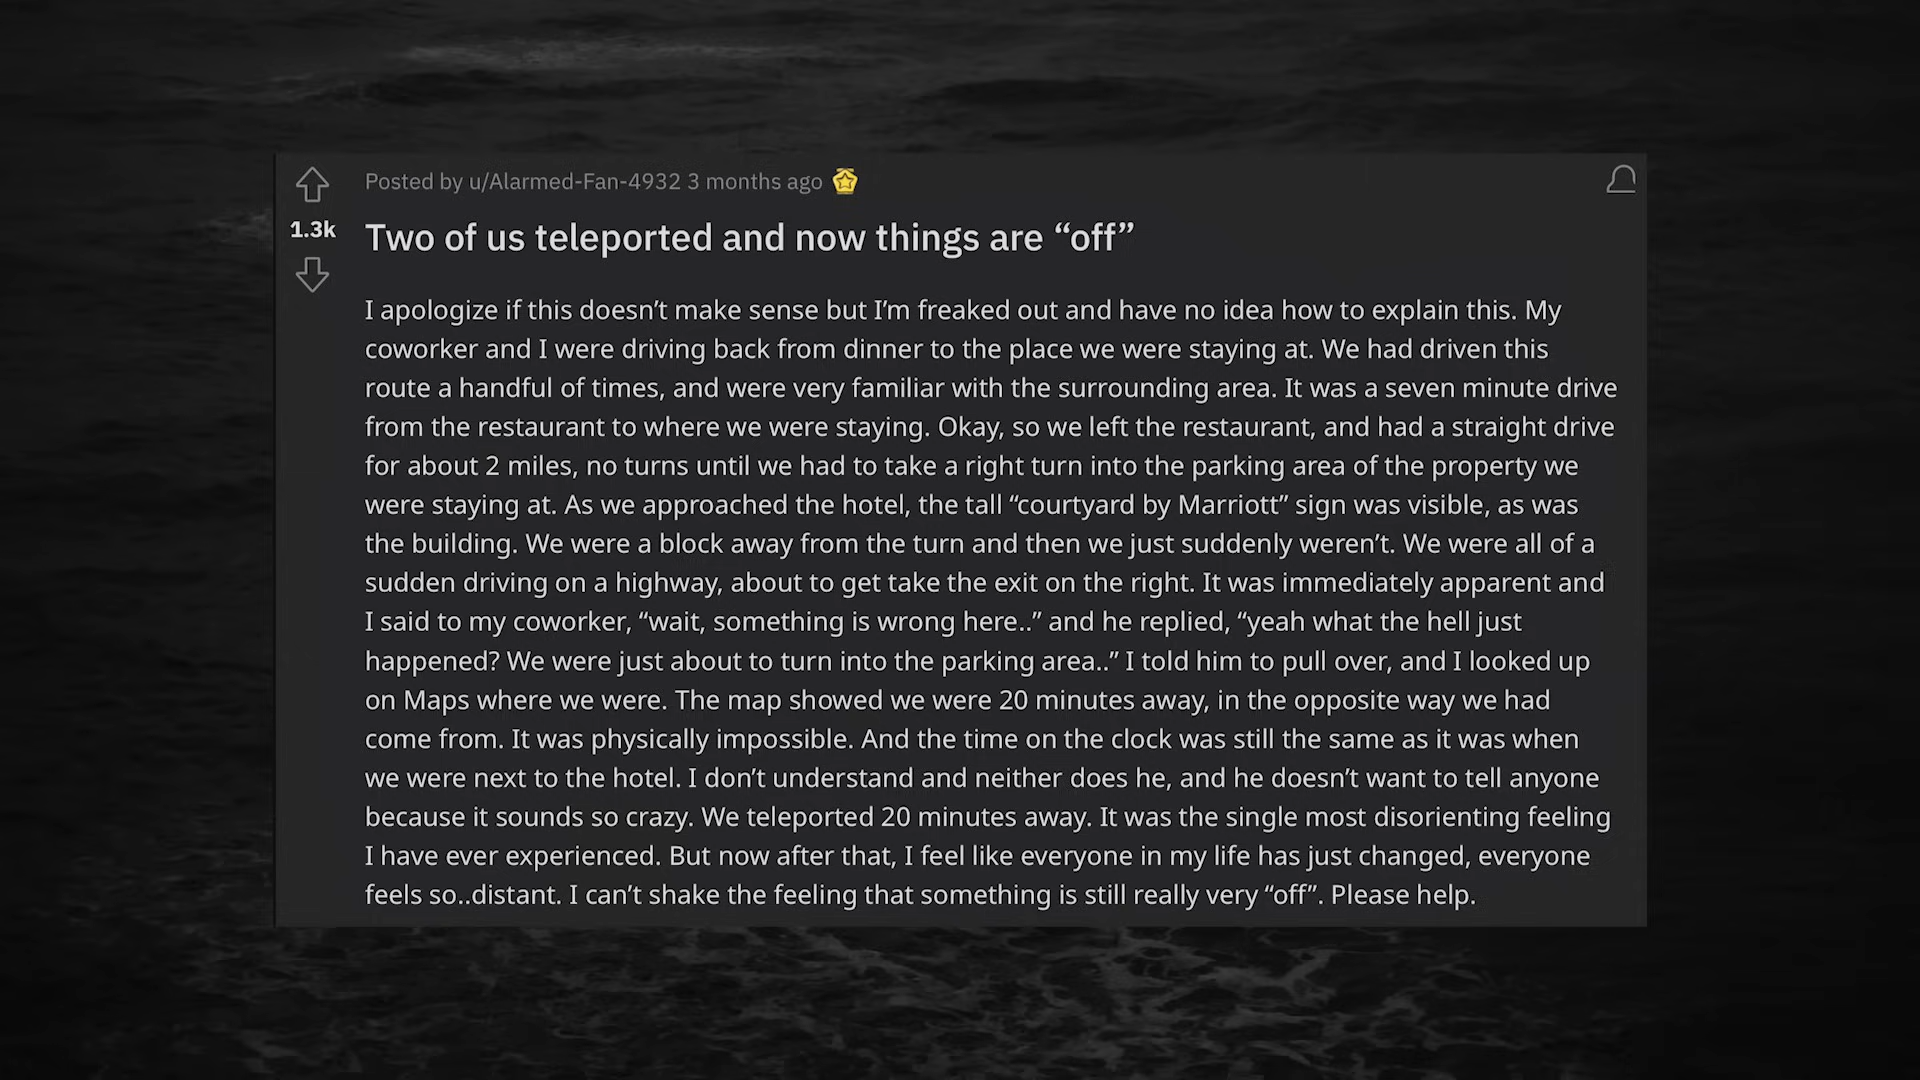 Posted by u/Alarmed-Fan-4932 3 months ago
1.3k
Two of us teleported and now things are “off”
I apologize if this doesn’t make sense but I’m freaked out and have no idea how to explain this. My
coworker and I were driving back from dinner to the place we were staying at. We had driven this
route a handful of times, and were very familiar with the surrounding area. It was a seven minute drive
from the restaurant to where we were staying. Okay, so we left the restaurant, and had a straight drive
for about 2 miles, no turns until we had to take a right turn into the parking area of the property we
were staying at. As we approached the hotel, the tall “courtyard by Marriott” sign was visible, as was
the building. We were a block away from the turn and then we just suddenly weren’t. We were all of a
sudden driving on a highway, about to get take the exit on the right. It was immediately apparent and
I said to my coworker, “wait, something is wrong here..” and he replied, “yeah what the hell just
happened? We were just about to turn into the parking area..” I told him to pull over, and I looked up
on Maps where we were. The map showed we were 20 minutes away, in the opposite way we had
come from. It was physically impossible. And the time on the clock was still the same as it was when
we were next to the hotel. I don’t understand and neither does he, and he doesn’t want to tell anyone
because it sounds so crazy. We teleported 20 minutes away. It was the single most disorienting feeling
I have ever experienced. But now after that, I feel like everyone in my life has just changed, everyone
feels so..distant. I can’t shake the feeling that something is still really very “off”. Please help.